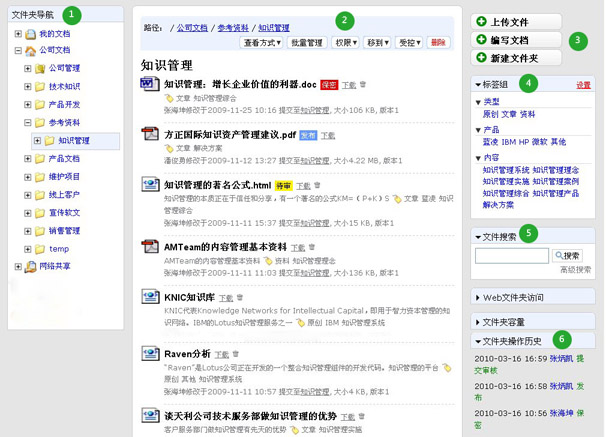 文件夹导航 1
我的文档
公司文档
公司管理
技术知识
产品开发
参考资料
知识管理
产品文档
维护项目
线上客户
宣传软文
销售管理
temp
网络共享
2
路径: / 公司文档 / 参考资料 / 知识管理
查看方式▼ 批量管理 权限▼ 移到▼ 受控▼ 删除
知识管理
知识管理：增长企业价值的利器.doc 保密 下载
文章 知识管理综合
张海坤修改于2009-11-25 10:16 提交至知识管理, 大小106 KB, 版本1
方正国际知识资产管理建议.pdf 发布 下载
文章 解决方案
潘俊勇修改于2009-11-12 13:27 提交至知识管理, 大小4.22 MB, 版本1
知识管理的著名公式.html 待审 下载
知识管理的本质正在于信任和分享，有一个著名的公式KM=（P+K）S 文章 蓝凌 知识
管理综合
张海坤修改于2009-11-11 15:37 提交至知识管理, 大小15 KB, 版本1
AMTeam的内容管理基本资料 下载
AMTeam的内容管理基本资料 资料 知识管理理念
张海坤修改于2009-11-11 11:03 提交至知识管理, 大小136 KB, 版本1
KNIC知识库 下载
KNIC代表Knowledge Networks for Intellectual Capital，即用于智力资本管理的知
识网络。IBM的Lotus知识管理服务之一 原创 IBM 知识管理系统
Raven分析 下载
"Raven"是Lotus公司正在开发的一个整合知识管理组件的开发代码。知识管理的平台
原创 其他 知识管理系统
张海坤修改于2009-11-11 10:57 提交至知识管理, 大小4 KB, 版本1
谈天利公司技术服务部做知识管理的优势 下载
客户服务部门做知识管理有先天的优势 文章 知识管理实施
上传文件
编写文档 3
新建文件夹
标签组 4 设置
类型
原创 文章 资料
产品
蓝凌 IBM HP 微软 其他
内容
知识管理系统 知识管理理念
知识管理实施 知识管理案例
知识管理综合 知识管理产品
解决方案
文件搜索 5
搜索
高级搜索
Web文件夹访问
文件夹容量
文件夹操作历史 6
2010-03-16 16:59 张炳凯 提
交审核
2010-03-16 16:58 张炳凯 发
布
2010-03-16 10:56 张海坤 保
密